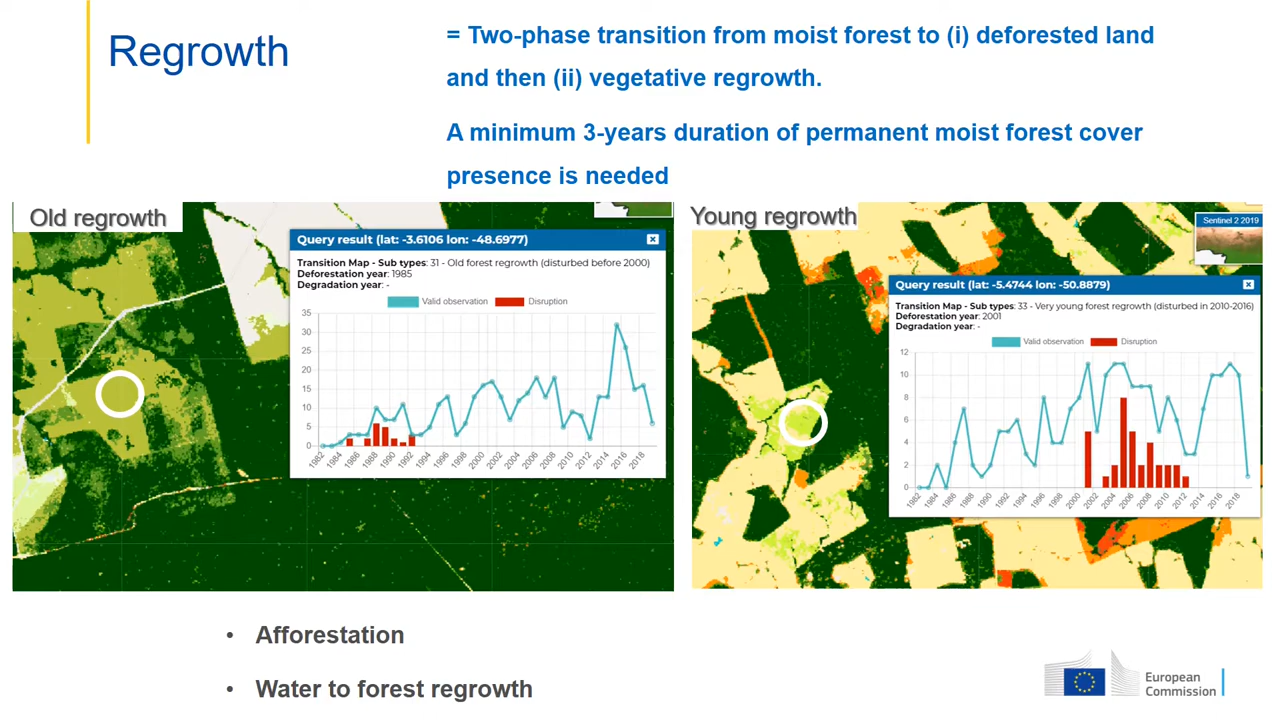 Regrowth
= Two-phase transition from moist forest to (i) deforested land
and then (ii) vegetative regrowth.
A minimum 3-years duration of permanent moist forest cover
presence is needed
Old regrowth
Query result (lat: -3.6106 lon: -48.6977)
Transition Map - Sub types: 31 - Old forest regrowth (disturbed before 2000)
Deforestation year: 1985
Degradation year: -
Valid observation
Disruption
35
30
25
20
15
10
5
0
1982 1984 1986 1988 1990 1992 1994 1996 1998 2000 2002 2004 2006 2008 2010 2012 2014 2016 2018
Young regrowth
Sentinel 2 2019
Query result (lat: -5.4744 lon: -50.8879)
Transition Map - Sub types: 33 - Very young forest regrowth (disturbed in 2010-2016)
Deforestation year: 2001
Degradation year: -
Valid observation
Disruption
12
10
8
6
4
2
0
1982 1984 1986 1988 1990 1992 1994 1996 1998 2000 2002 2004 2006 2008 2010 2012 2014 2016 2018
• Afforestation
• Water to forest regrowth
European
Commission